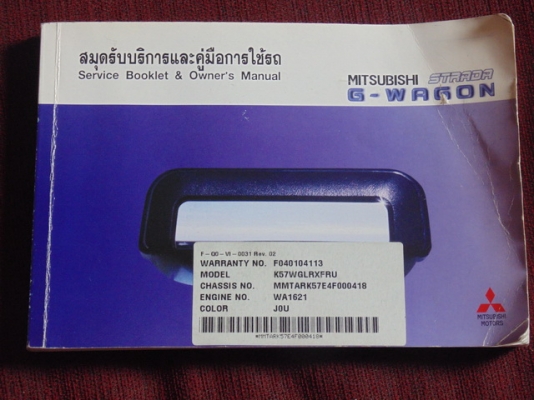 สมุดรับบริการและคู่มือการใช้รถ
Service Booklet & Owner's Manual
MITSUBISHI STRADA
G-WAGON
F-QO-VI-0031 Rev. 02
WARRANTY NO. F040104113
MODEL K57WGLRXFRU
CHASSIS NO. MMTARK57E4F000418
ENGINE NO. WA1621
COLOR J0U
*MMTARK57E4F000418*
MITSUBISHI
MOTORS